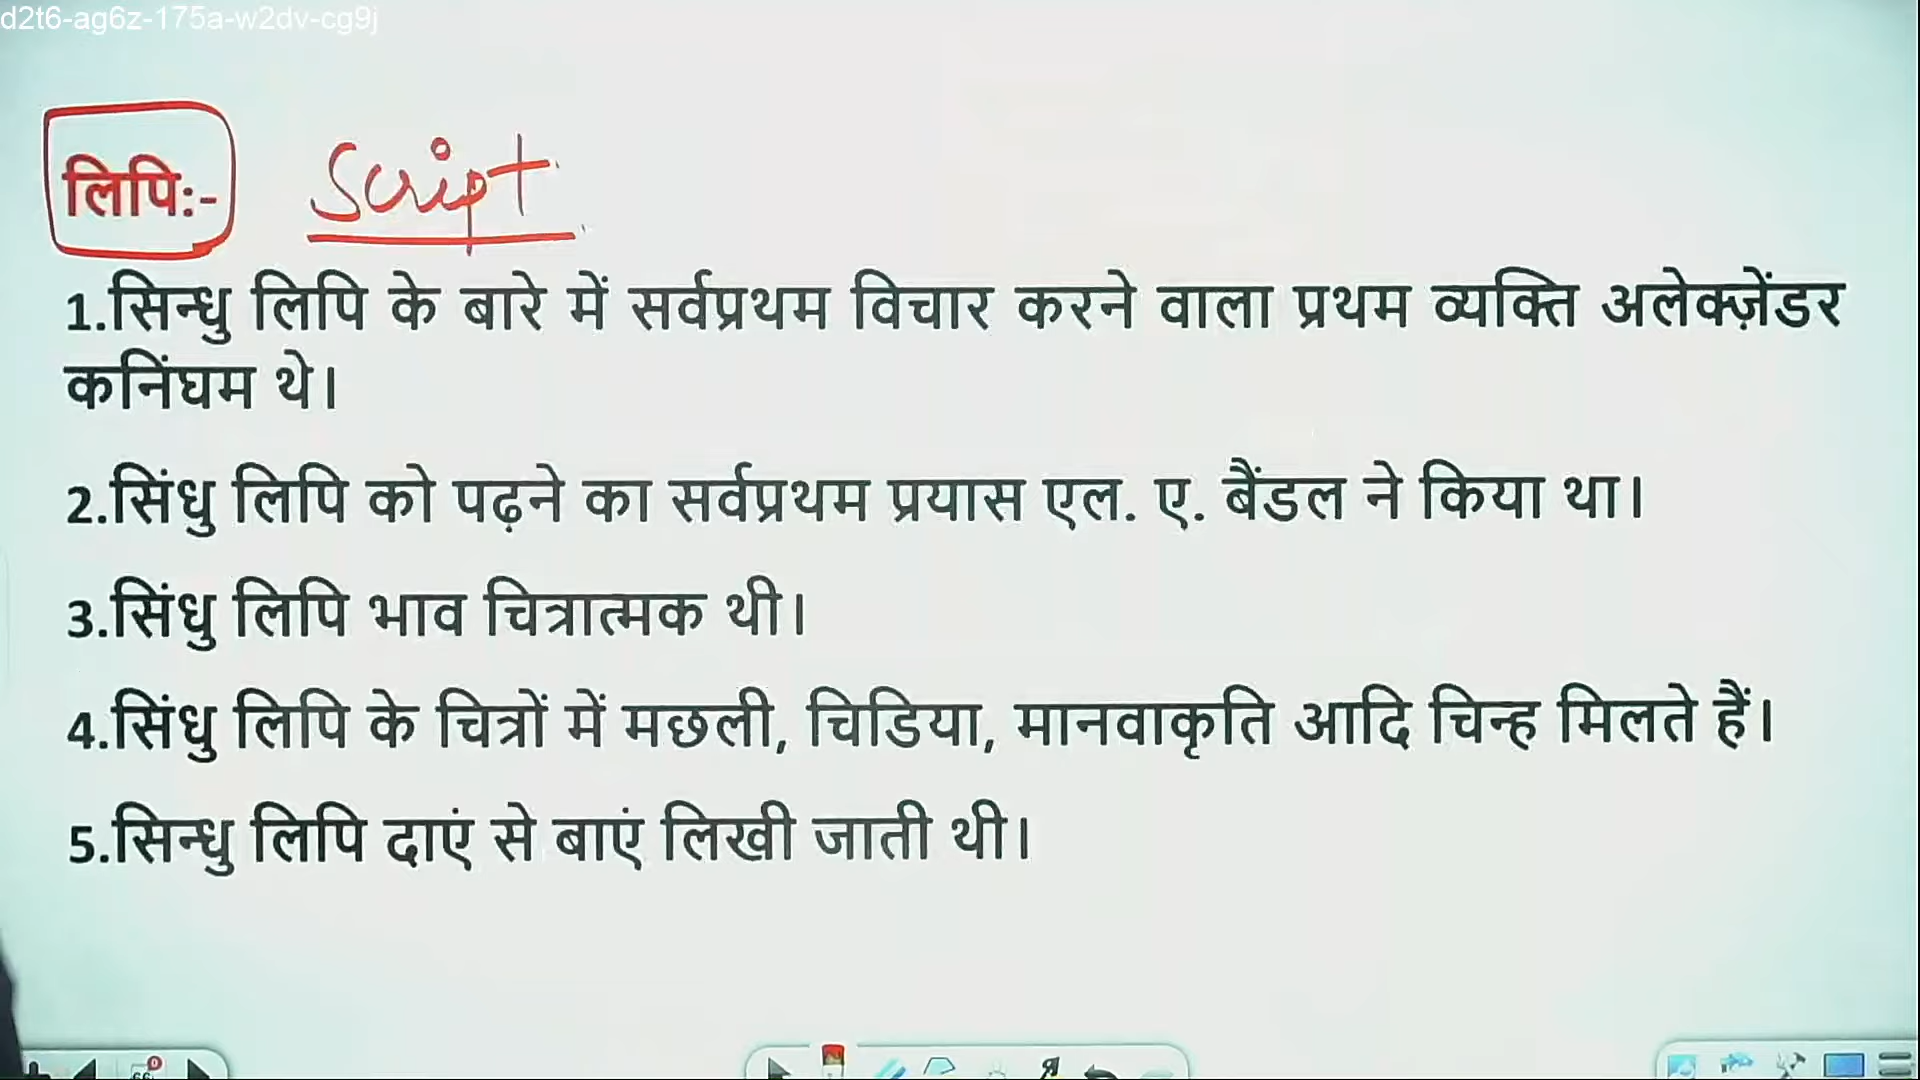 d2t6-ag6z-175a-w2dv-cg9j
लिपि:- Script
1.सिन्धु लिपि के बारे में सर्वप्रथम विचार करने वाला प्रथम व्यक्ति अलेक्ज़ेंडर
कनिंघम थे।
2.सिंधु लिपि को पढ़ने का सर्वप्रथम प्रयास एल. ए. बैंडल ने किया था।
3.सिंधु लिपि भाव चित्रात्मक थी।
4.सिंधु लिपि के चित्रों में मछली, चिडिया, मानवाकृति आदि चिन्ह मिलते हैं।
5.सिन्धु लिपि दाएं से बाएं लिखी जाती थी।